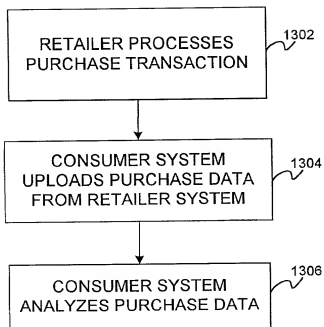 RETAILER PROCESSES
PURCHASE TRANSACTION
1302
CONSUMER SYSTEM
UPLOADS PURCHASE DATA
FROM RETAILER SYSTEM
1304
CONSUMER SYSTEM
ANALYZES PURCHASE DATA
1306